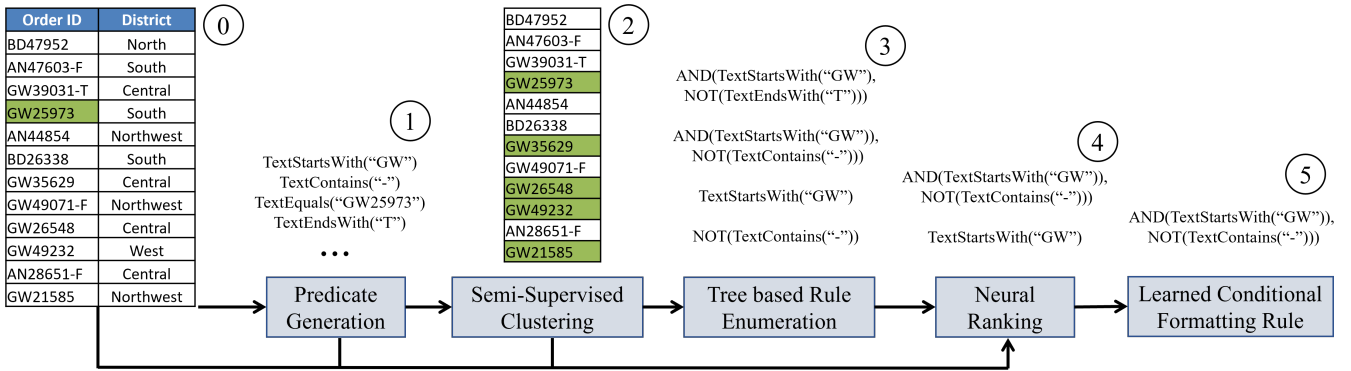 Order ID District
BD47952 North
AN47603-F South
GW39031-T Central
GW25973 South
AN44854 Northwest
BD26338 South
GW35629 Central
GW49071-F Northwest
GW26548 Central
GW49232 West
AN28651-F Central
GW21585 Northwest
0
1
TextStartsWith(“GW”)
TextContains(“-”)
TextEquals(“GW25973”)
TextEndsWith(“T”)
...
Predicate
Generation
2
BD47952
AN47603-F
GW39031-T
GW25973
AN44854
BD26338
GW35629
GW49071-F
GW26548
GW49232
AN28651-F
GW21585
Semi-Supervised
Clustering
3
AND(TextStartsWith(“GW”),
NOT(TextEndsWith(“T”)))
AND(TextStartsWith(“GW”)),
NOT(TextContains(“-”)))
TextStartsWith(“GW”)
NOT(TextContains(“-”))
Tree based Rule
Enumeration
4
AND(TextStartsWith(“GW”)),
NOT(TextContains(“-”)))
TextStartsWith(“GW”)
Neural
Ranking
5
AND(TextStartsWith(“GW”)),
NOT(TextContains(“-”)))
Learned Conditional
Formatting Rule